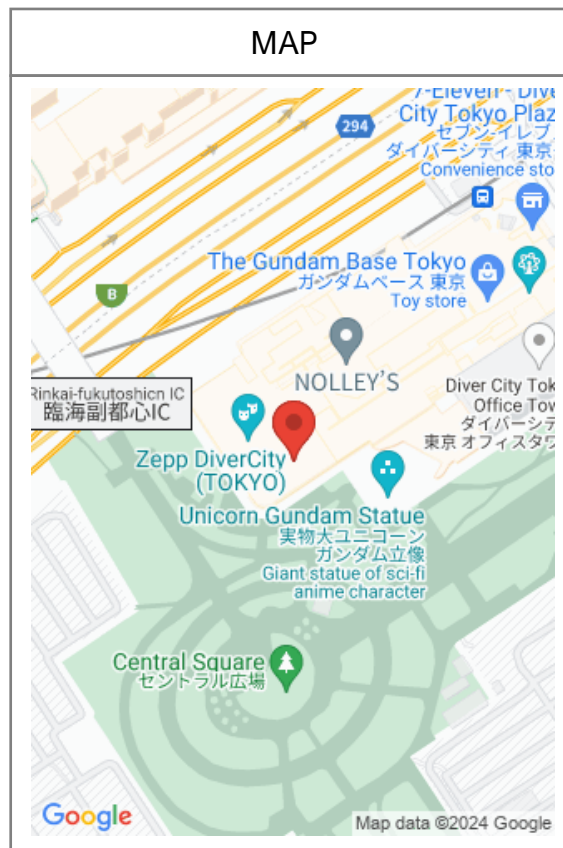 MAP
7-Eleven - Dive
City Tokyo Plaz
セブン-イレブ
ダイバーシティ 東京
Convenience sto
294
The Gundam Base Tokyo
ガンダムベース 東京
Toy store
B
NOLLEY'S
Diver City Tok
Office Tow
ダイバーシテ
東京 オフィスタワ
Rinkai-fukutoshicn IC
臨海副都心IC
Zepp DiverCity
(TOKYO)
Unicorn Gundam Statue
実物大ユニコーン
ガンダム立像
Giant statue of sci-fi
anime character
Central Square
セントラル広場
Google
Map data ©2024 Google